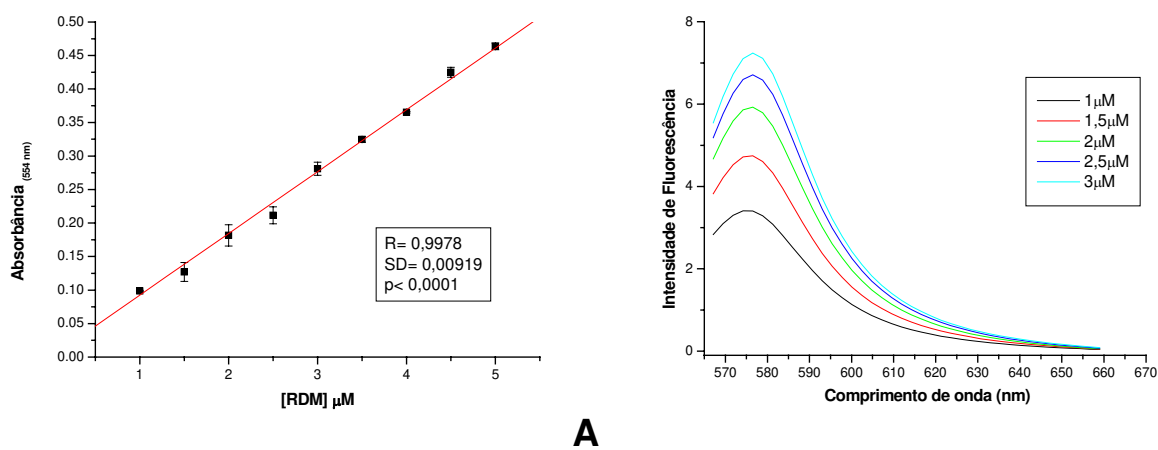 0.50
0.45
0.40
0.35
0.30
0.25
0.20
0.15
0.10
0.05
0.00
Absorbância (554 nm)
R= 0,9978
SD= 0,00919
p< 0,0001
1 2 3 4 5
[RDM] µM
8
6
4
2
0
Intensidade de Fluorescência
1µM
1,5µM
2µM
2,5µM
3µM
570 580 590 600 610 620 630 640 650 660 670
Comprimento de onda (nm)
A